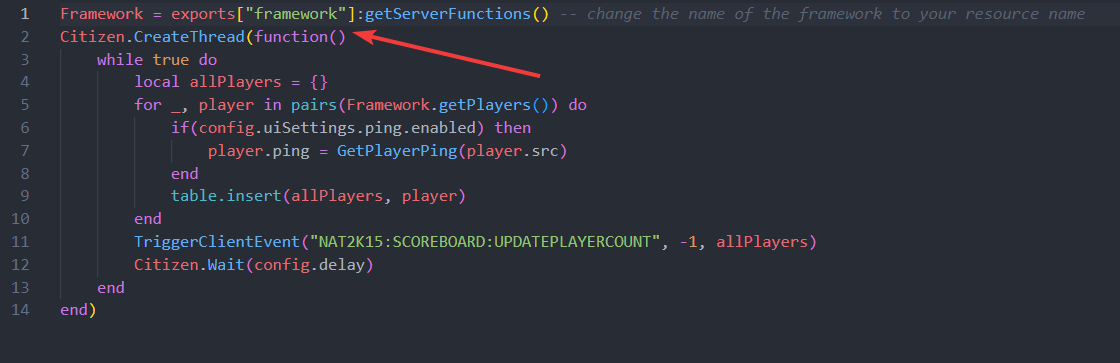 1 Framework = exports["framework"]:getServerFunctions() -- change the name of the framework to your resource name
2 Citizen.CreateThread(function()
3 while true do
4 local allPlayers = {}
5 for _, player in pairs(Framework.getPlayers()) do
6 if(config.uiSettings.ping.enabled) then
7 player.ping = GetPlayerPing(player.src)
8 end
9 table.insert(allPlayers, player)
10 end
11 TriggerClientEvent("NAT2K15:SCOREBOARD:UPDATEPLAYERCOUNT", -1, allPlayers)
12 Citizen.Wait(config.delay)
13 end
14 end)